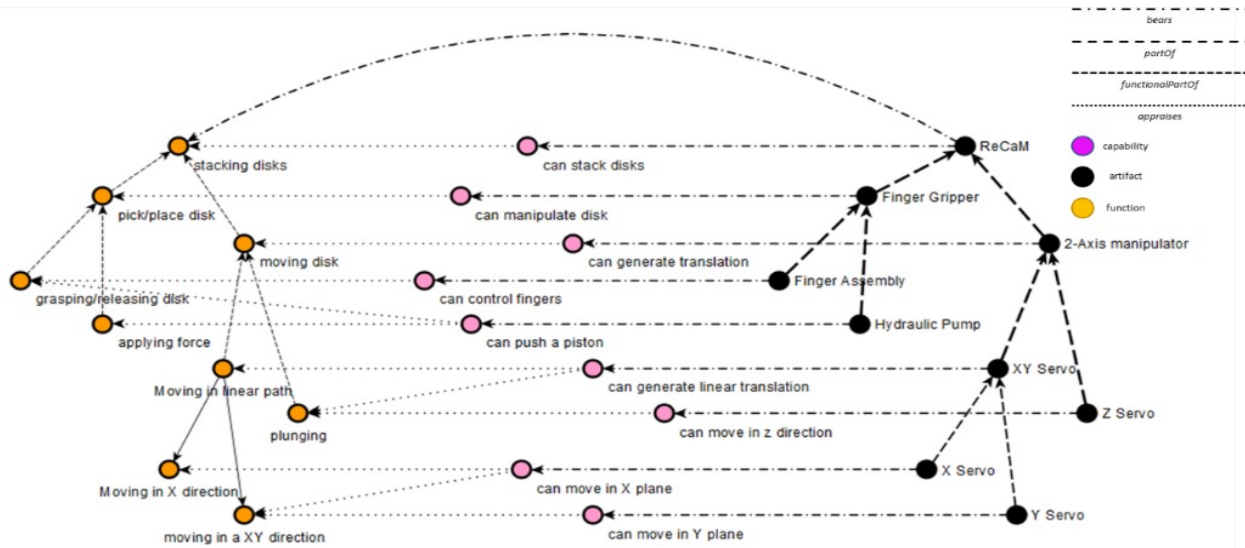 bears
partOf
functionalPartOf
appraises
capability
artifact
function
stacking disks
can stack disks
ReCaM
pick/place disk
can manipulate disk
Finger Gripper
moving disk
can generate translation
2-Axis manipulator
grasping/releasing disk
can control fingers
Finger Assembly
applying force
can push a piston
Hydraulic Pump
Moving in linear path
can generate linear translation
XY Servo
plunging
can move in z direction
Z Servo
Moving in X direction
can move in X plane
X Servo
moving in a XY direction
can move in Y plane
Y Servo